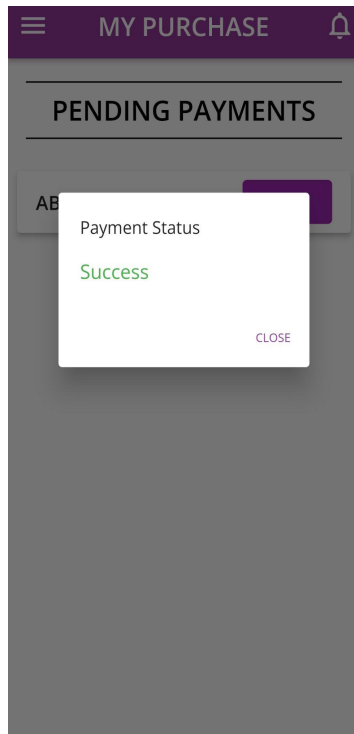 MY PURCHASE
PENDING PAYMENTS
AB
Payment Status
Success
CLOSE